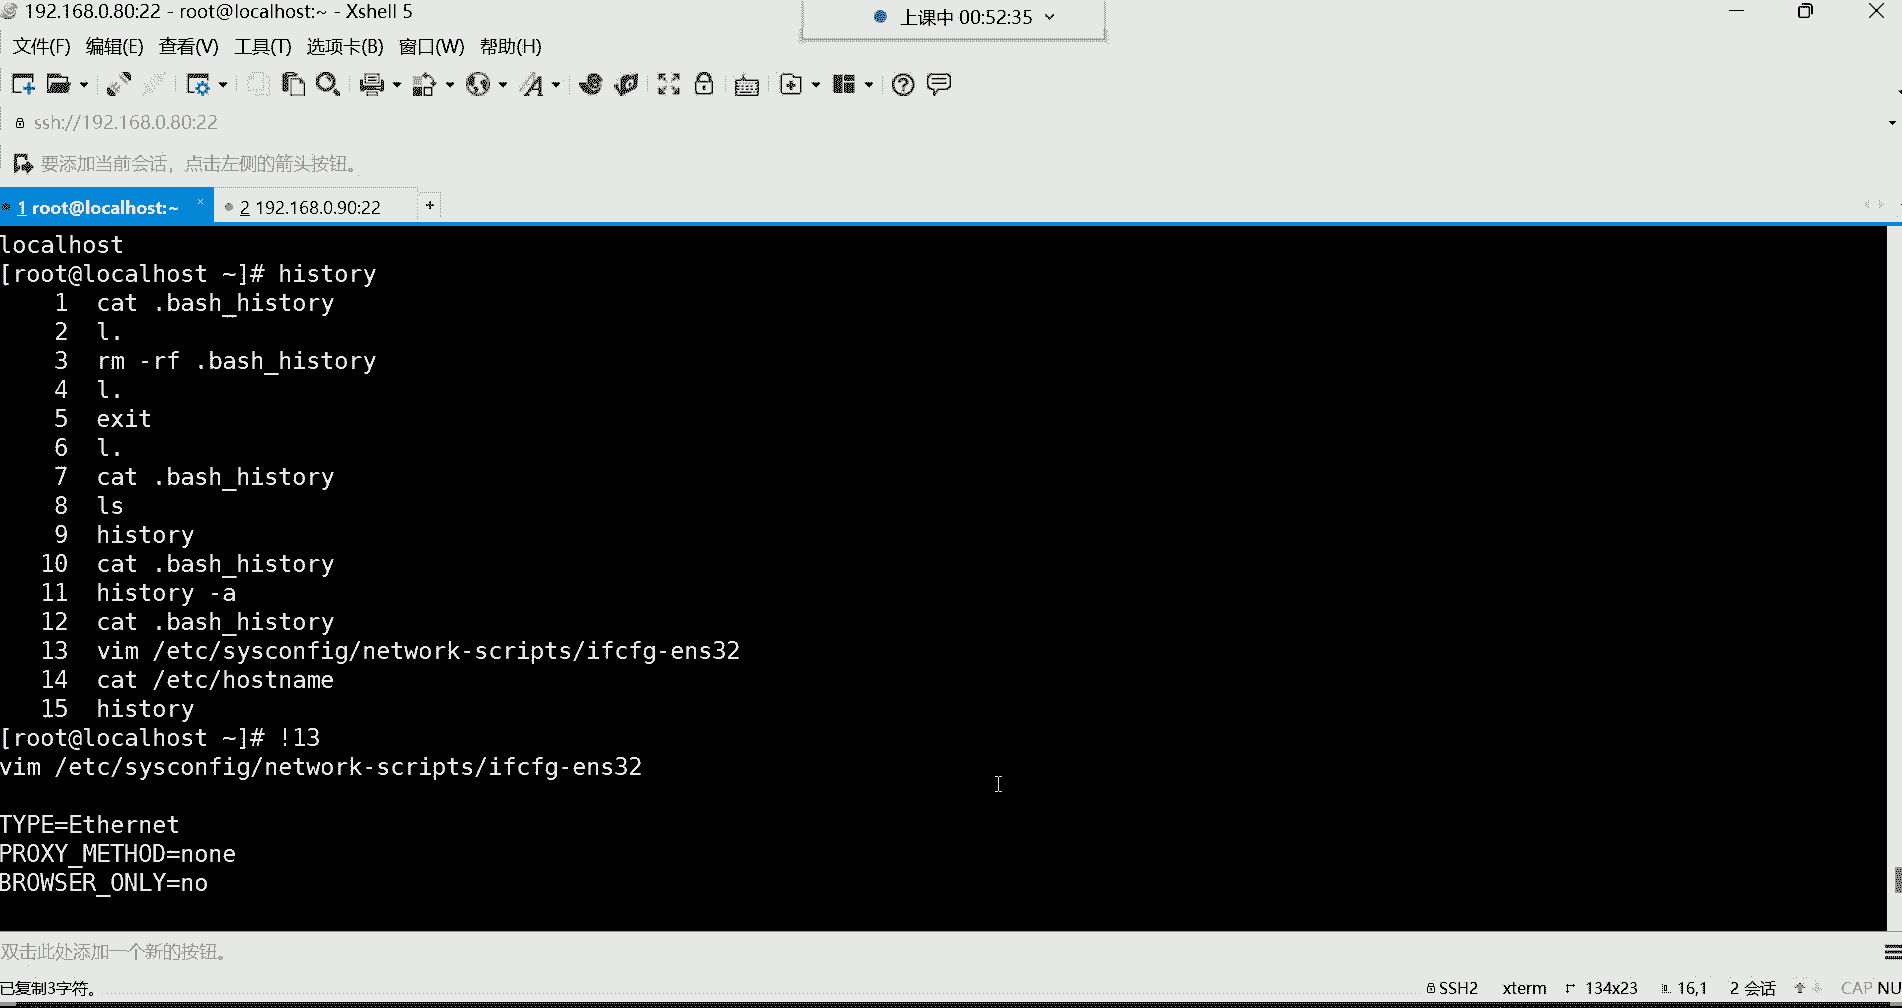 192.168.0.80:22 - root@localhost:~ - Xshell 5
上课中 00:52:35
文件(F) 编辑(E) 查看(V) 工具(T) 选项卡(B) 窗口(W) 帮助(H)
ssh://192.168.0.80:22
要添加当前会话，点击左侧的箭头按钮。
1 root@localhost:~ × 2 192.168.0.90:22 +
localhost
[root@localhost ~]# history
1 cat .bash_history
2 l.
3 rm -rf .bash_history
4 l.
5 exit
6 l.
7 cat .bash_history
8 ls
9 history
10 cat .bash_history
11 history -a
12 cat .bash_history
13 vim /etc/sysconfig/network-scripts/ifcfg-ens32
14 cat /etc/hostname
15 history
[root@localhost ~]# !13
vim /etc/sysconfig/network-scripts/ifcfg-ens32
TYPE=Ethernet
PROXY_METHOD=none
BROWSER_ONLY=no
双击此处添加一个新的按钮。
已复制3字符。 SSH2 xterm 134x23 16,1 2 会话 CAP NU